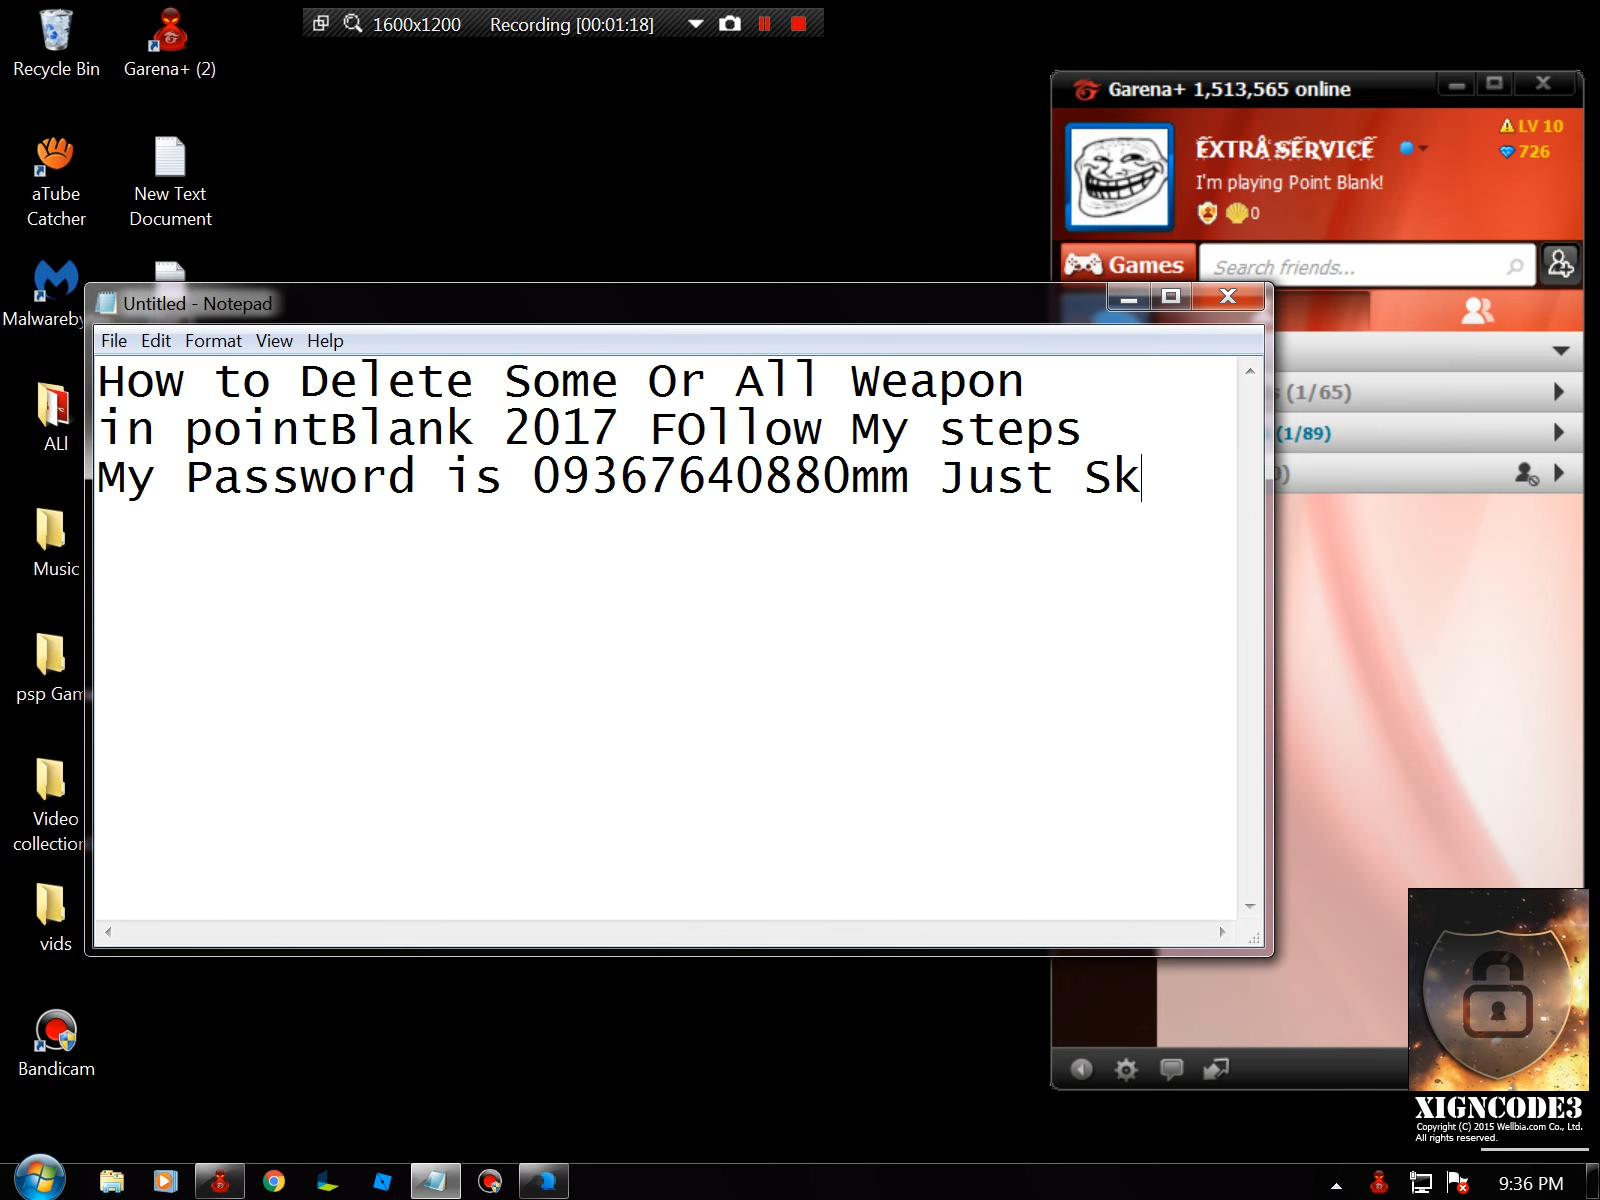 1600x1200 Recording [00:01:18]
Recycle Bin
Garena+ (2)
aTube
Catcher
New Text
Document
Malwareby
ALl
Music
psp Gam
Video
collection
vids
Bandicam
Garena+ 1,513,565 online
EXTRA SERVICE
LV 10
726
I'm playing Point Blank!
0
Games
Search friends...
(1/65)
(1/89)
Untitled - Notepad
File Edit Format View Help
How to Delete Some Or All Weapon
in pointBlank 2017 FOllow My steps
My Password is 09367640880mm Just Sk
XIGNCODE3
Copyright (C) 2015 Wellbia.com Co., Ltd.
All rights reserved.
9:36 PM